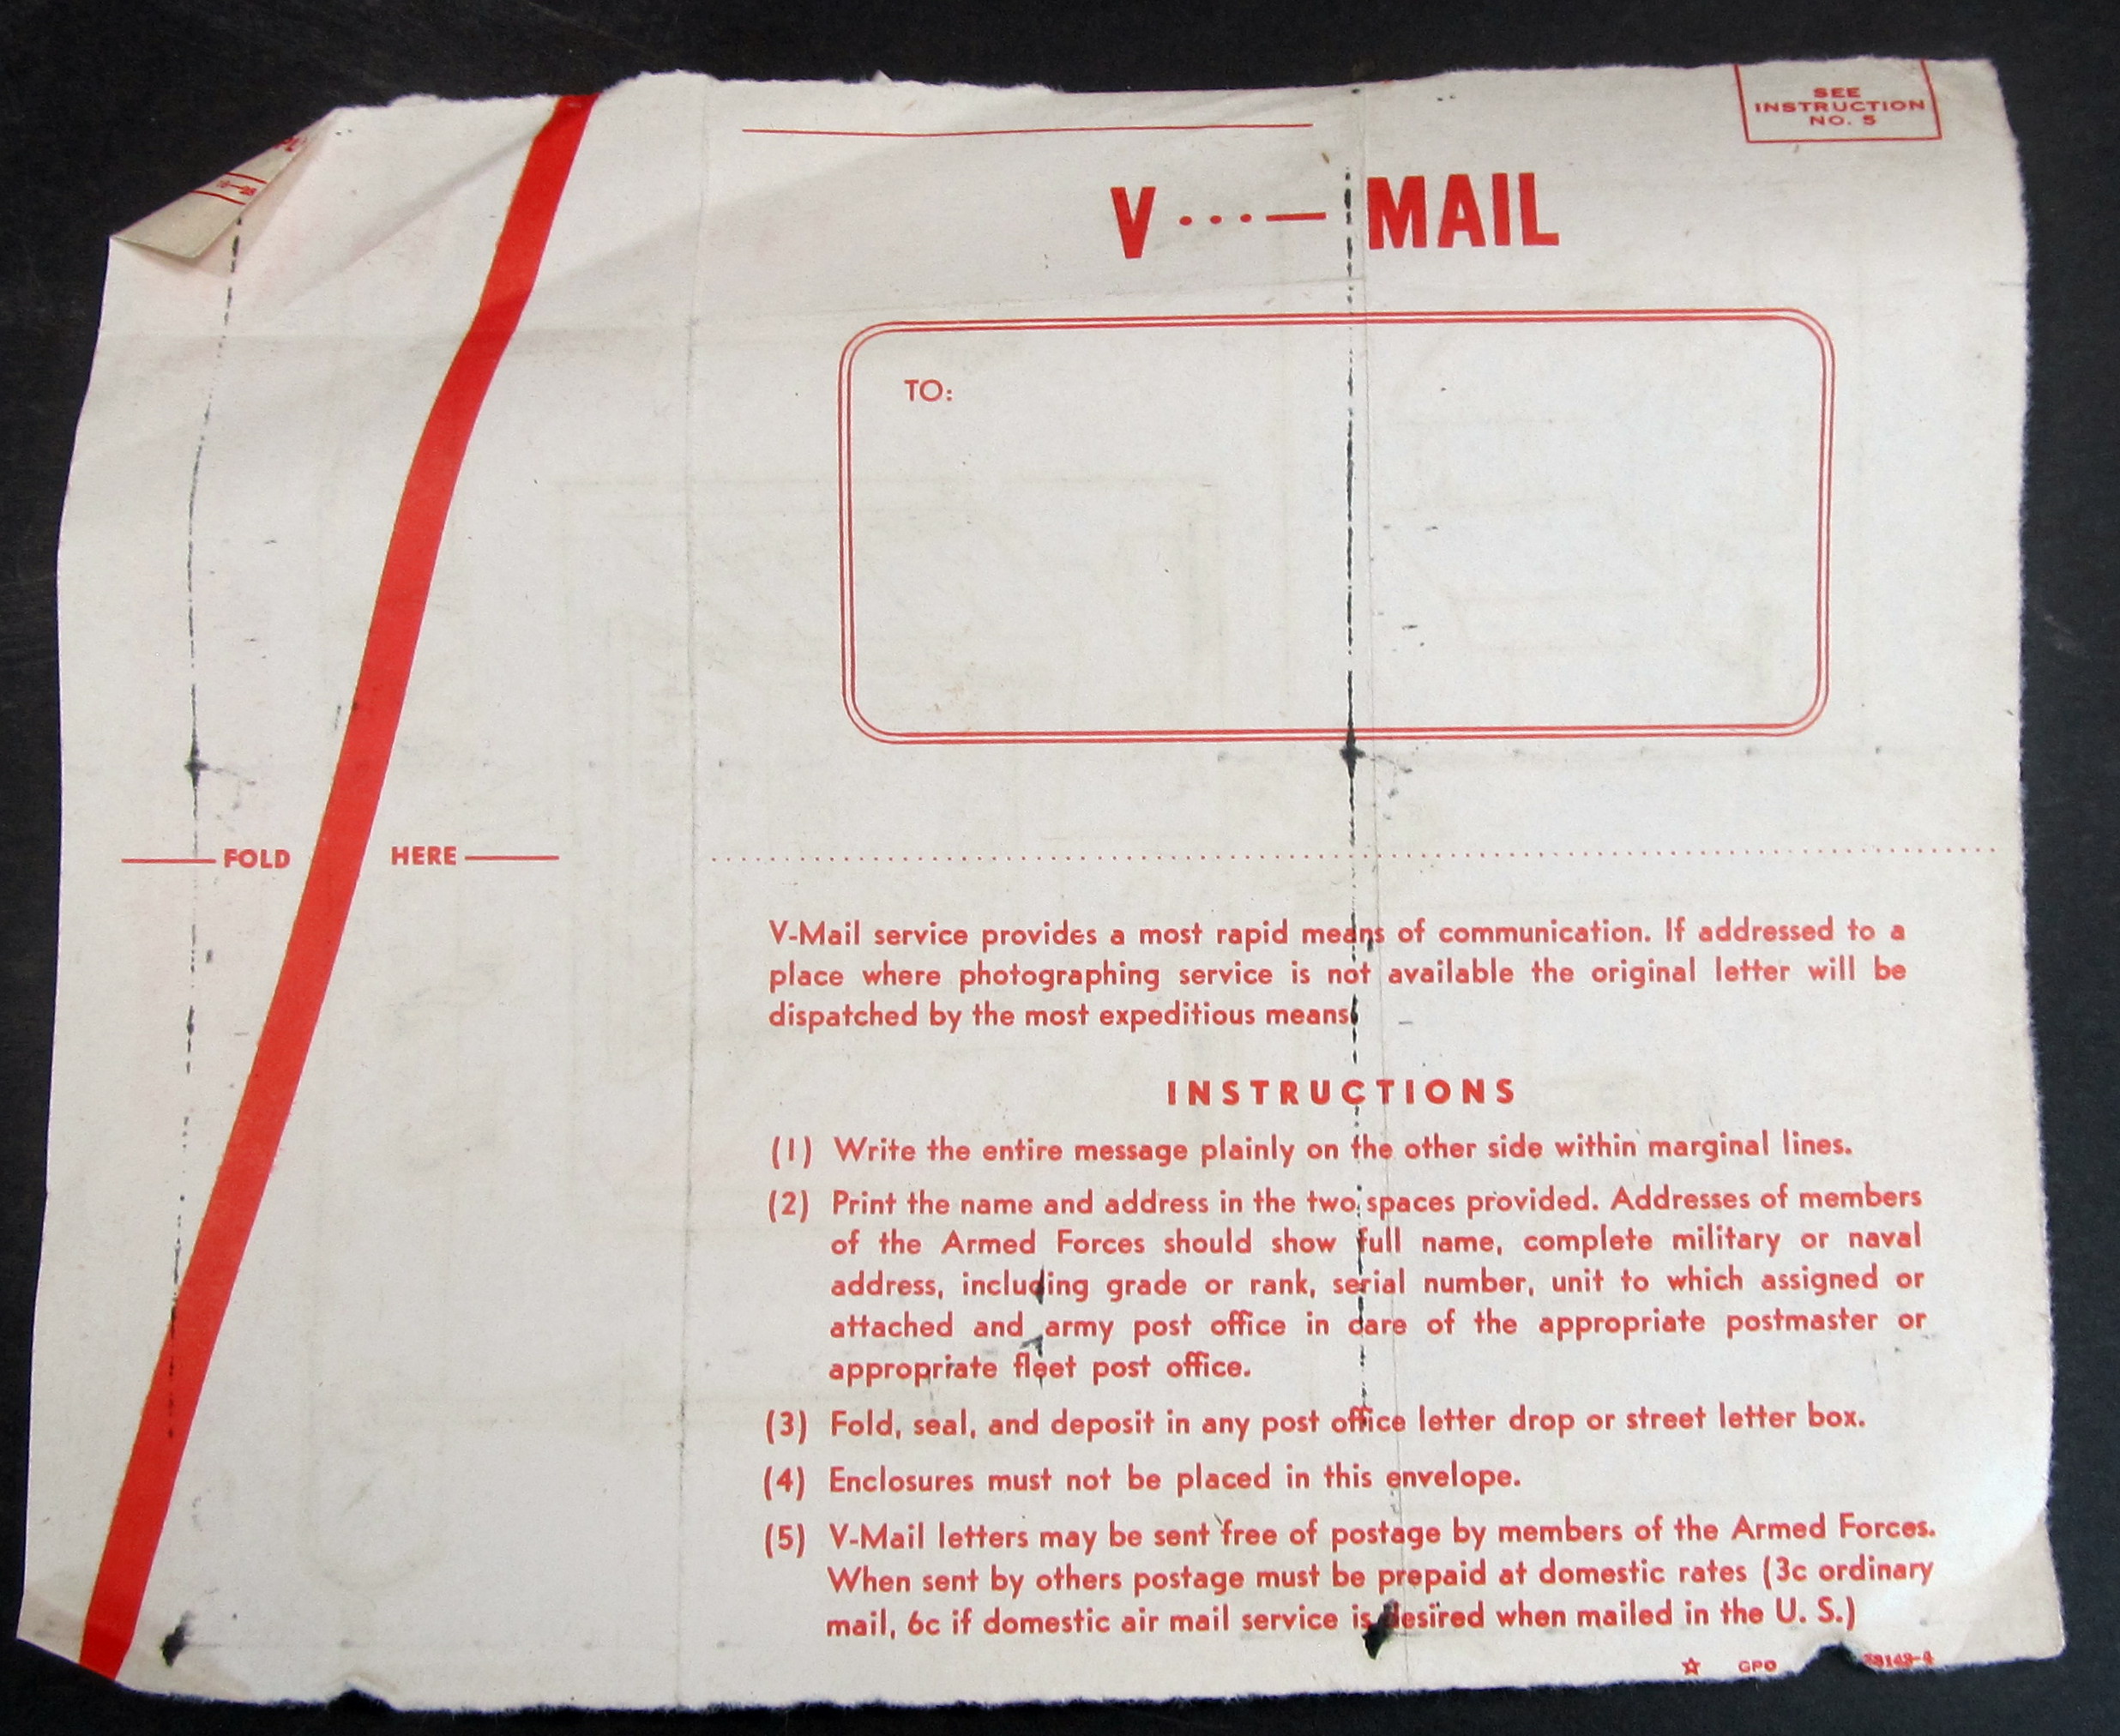 SEE
INSTRUCTION
NO. 5
V ...— MAIL
TO:
FOLD HERE
V-Mail service provides a most rapid means of communication. If addressed to a
place where photographing service is not available the original letter will be
dispatched by the most expeditious means.
INSTRUCTIONS
(1) Write the entire message plainly on the other side within marginal lines.
(2) Print the name and address in the two spaces provided. Addresses of members
of the Armed Forces should show full name, complete military or naval
address, including grade or rank, serial number, unit to which assigned or
attached and army post office in care of the appropriate postmaster or
appropriate fleet post office.
(3) Fold, seal, and deposit in any post office letter drop or street letter box.
(4) Enclosures must not be placed in this envelope.
(5) V-Mail letters may be sent free of postage by members of the Armed Forces.
When sent by others postage must be prepaid at domestic rates (3c ordinary
mail, 6c if domestic air mail service is desired when mailed in the U. S.)
☆ GPO